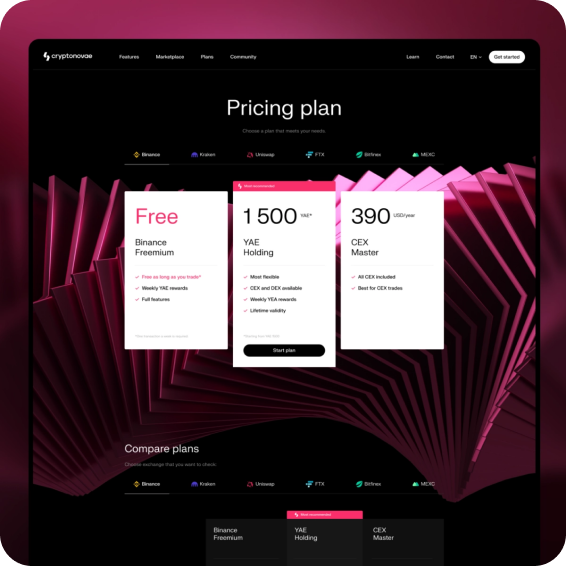 cryptonovae
Features Marketplace Plans Community Learn Contact EN Get started
Pricing plan
Choose a plan that meets your needs.
Binance Kraken Uniswap FTX Bitfinex MEXC
Most recommended
Free
Binance
Freemium
Free as long as you trade*
Weekly YAE rewards
Full features
1 500 YAE*
YAE
Holding
Most flexible
CEX and DEX available
Weekly YEA rewards
Lifetime validity
Start plan
390 USD/year
CEX
Master
All CEX included
Best for CEX trades
Compare plans
Choose exchange that you want to check.
Binance Kraken Uniswap FTX Bitfinex MEXC
Most recommended
Binance
Freemium
YAE
Holding
CEX
Master